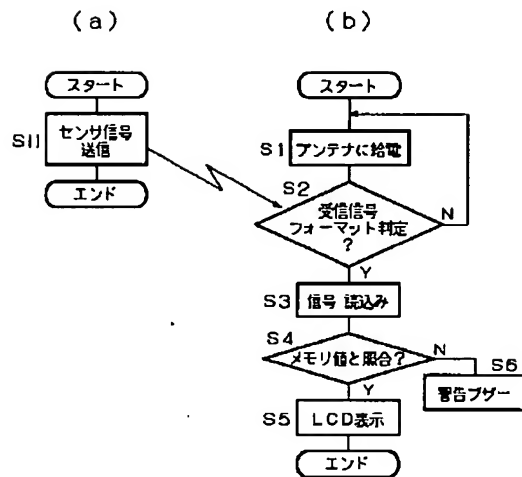 (a)
スタート
S11
センサ信号
送信
エンド
(b)
スタート
S1
アンテナに給電
S2
受信信号
フォーマット判定
?
N
Y
S3
信号 読込み
S4
メモリ値と照合?
N
S6
警告ブザー
Y
S5
LCD表示
エンド